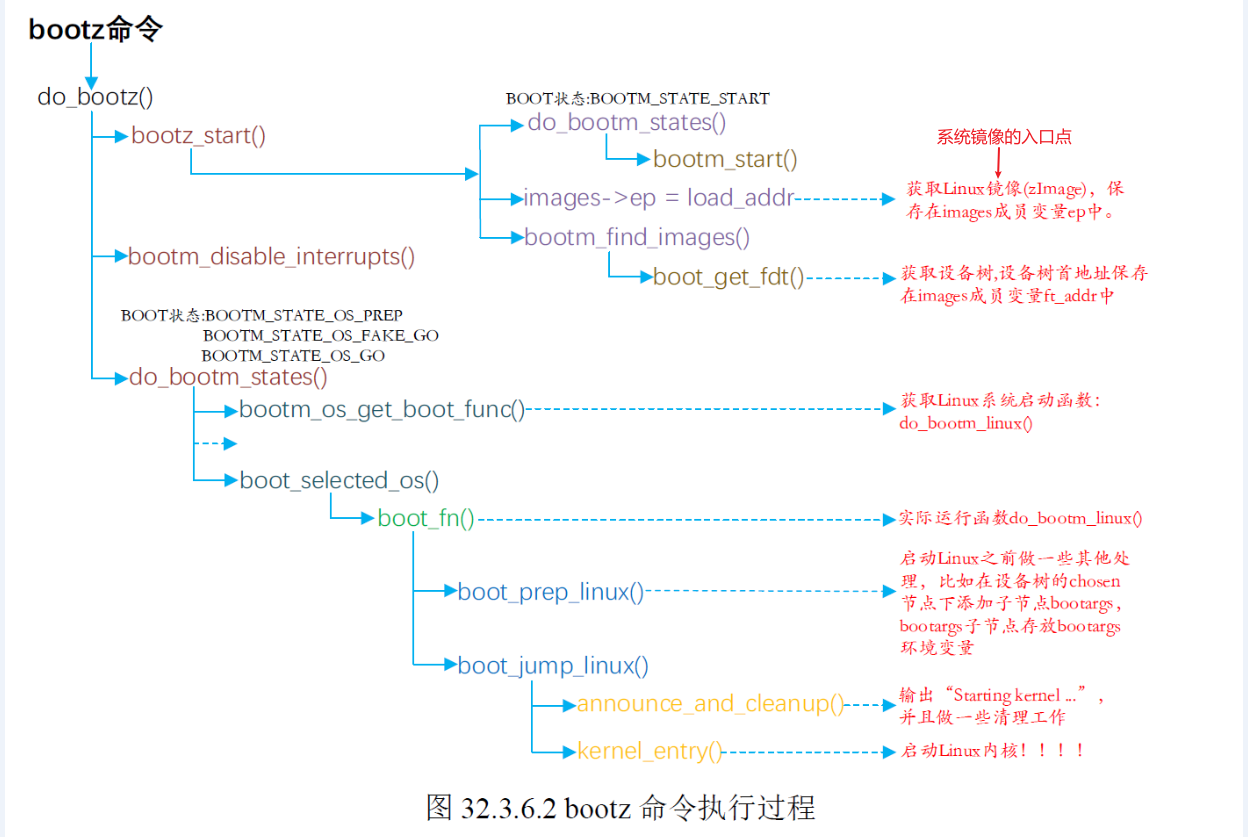 bootz命令
do_bootz()
BOOT状态:BOOTM_STATE_START
do_bootm_states()
bootz_start()
系统镜像的入口点
bootm_start()
images->ep = load_addr
获取Linux镜像(zImage)，保
存在images成员变量ep中。
bootm_find_images()
bootm_disable_interrupts()
boot_get_fdt()
获取设备树,设备树首地址保存
在images成员变量ft_addr中
BOOT状态:BOOTM_STATE_OS_PREP
BOOTM_STATE_OS_FAKE_GO
BOOTM_STATE_OS_GO
do_bootm_states()
bootm_os_get_boot_func()
获取Linux系统启动函数：
do_bootm_linux()
boot_selected_os()
boot_fn()
实际运行函数do_bootm_linux()
boot_prep_linux()
启动Linux之前做一些其他处
理，比如在设备树的chosen
节点下添加子节点bootargs，
bootargs子节点存放bootargs
环境变量
boot_jump_linux()
announce_and_cleanup()
输出“Starting kernel ...”，
并且做一些清理工作
kernel_entry()
启动Linux内核！！！！
图 32.3.6.2 bootz 命令执行过程